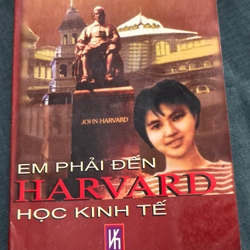 JOHN HARVARD
EM PHẢI ĐẾN
HARVARD
HỌC KINH TẾ